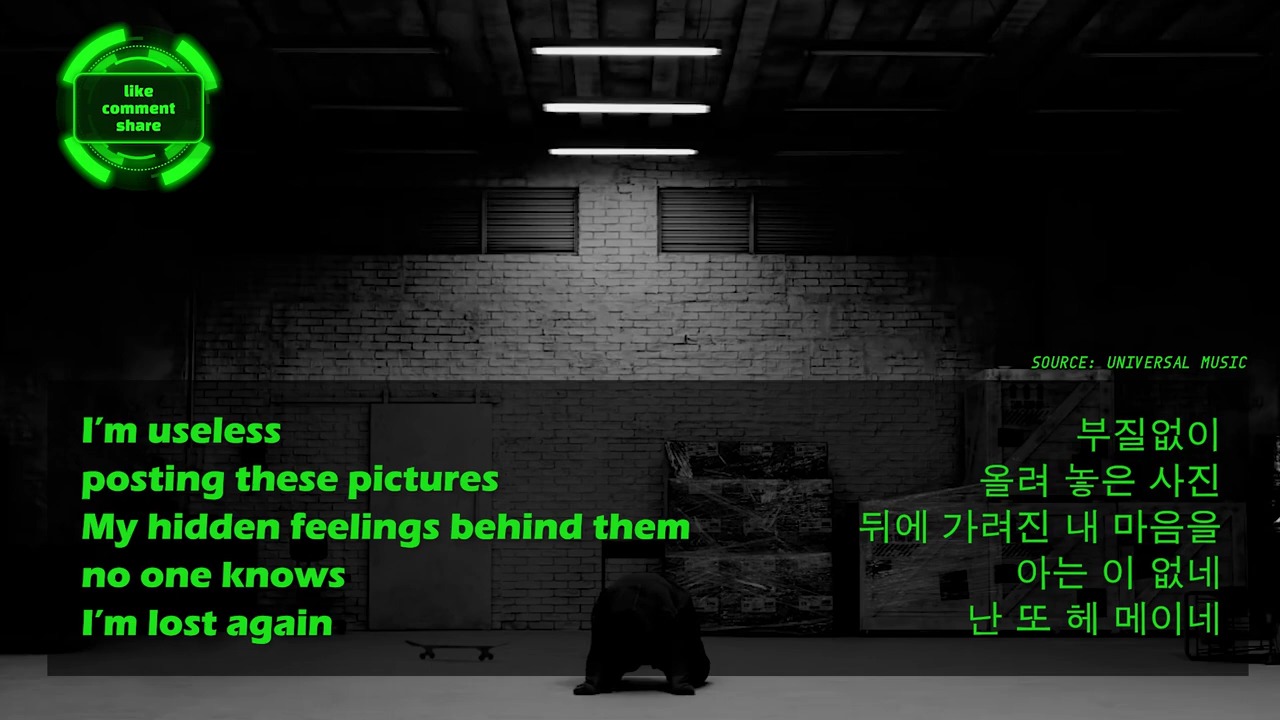 like
comment
share
SOURCE: UNIVERSAL MUSIC
I'm useless
posting these pictures
My hidden feelings behind them
no one knows
I'm lost again
부질없이
올려 놓은 사진
뒤에 가려진 내 마음을
아는 이 없네
난 또 헤 메이네